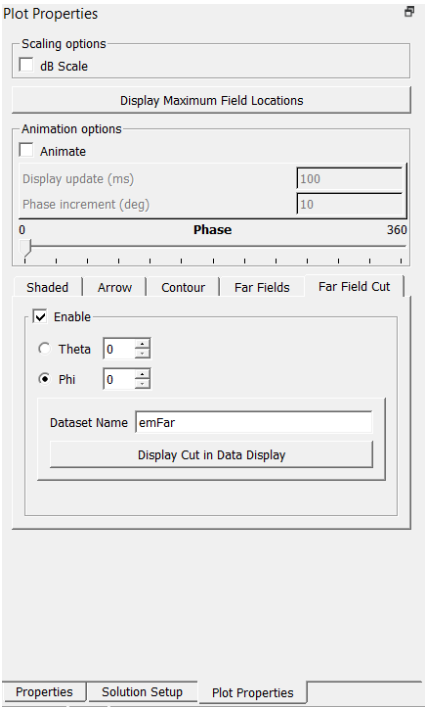 Plot Properties
Scaling options
dB Scale
Display Maximum Field Locations
Animation options
Animate
Display update (ms) 100
Phase increment (deg) 10
0 Phase 360
Shaded Arrow Contour Far Fields Far Field Cut
Enable
Theta 0
Phi 0
Dataset Name emFar
Display Cut in Data Display
Properties Solution Setup Plot Properties